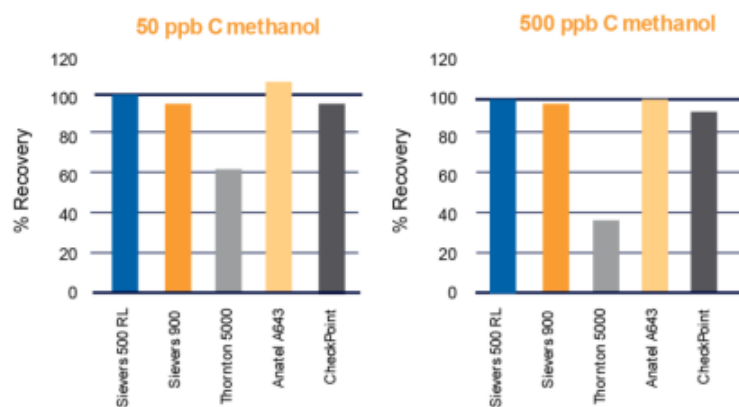 50 ppb C methanol
% Recovery
120
100
80
60
40
20
0
Sievers 500 RL
Sievers 900
Thornton 5000
Anatel A643
CheckPoint
500 ppb C methanol
% Recovery
120
100
80
60
40
20
0
Sievers 500 RL
Sievers 900
Thornton 5000
Anatel A643
CheckPoint